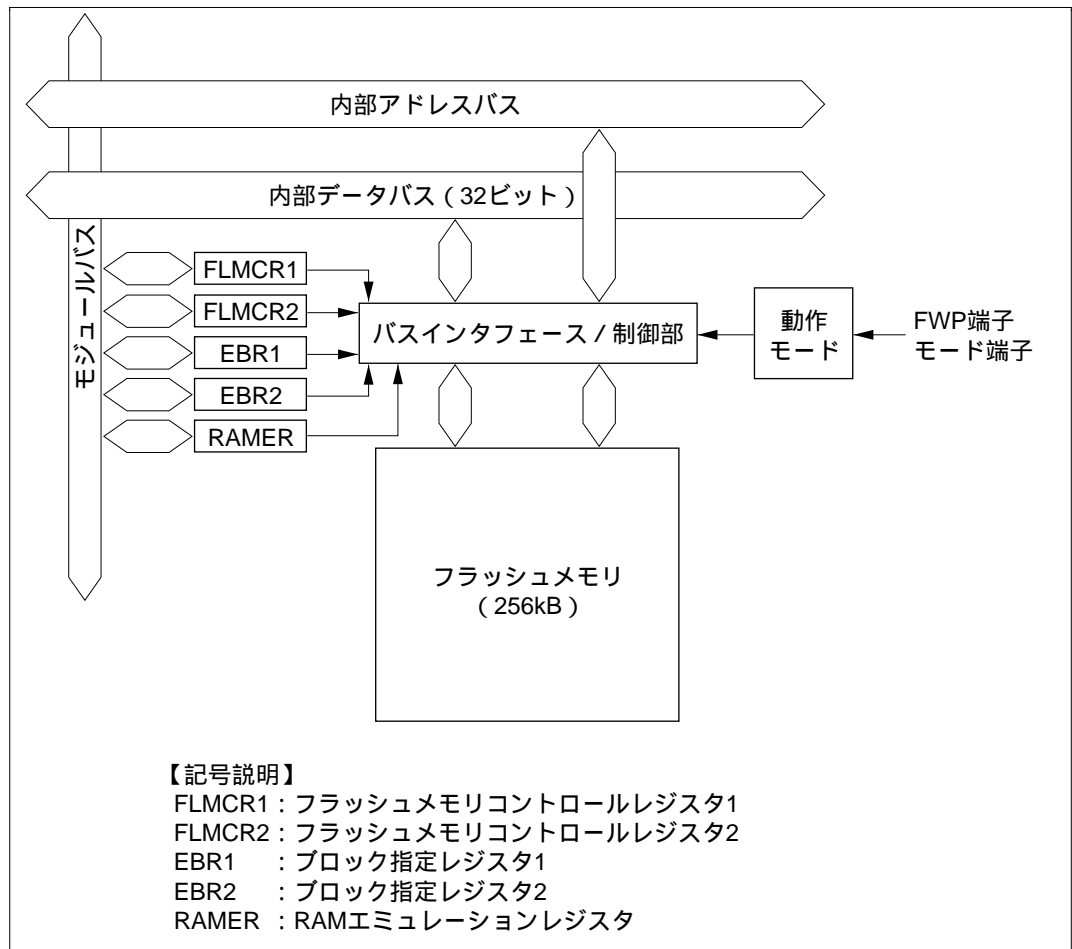 内部アドレスバス
内部データバス（32ビット）
モジュールバス
FLMCR1
FLMCR2
EBR1
EBR2
RAMER
バスインタフェース / 制御部
動作
モード
FWP端子
モード端子
フラッシュメモリ
（256kB）
【記号説明】
FLMCR1：フラッシュメモリコントロールレジスタ1
FLMCR2：フラッシュメモリコントロールレジスタ2
EBR1　：ブロック指定レジスタ1
EBR2　：ブロック指定レジスタ2
RAMER ：RAMエミュレーションレジスタ